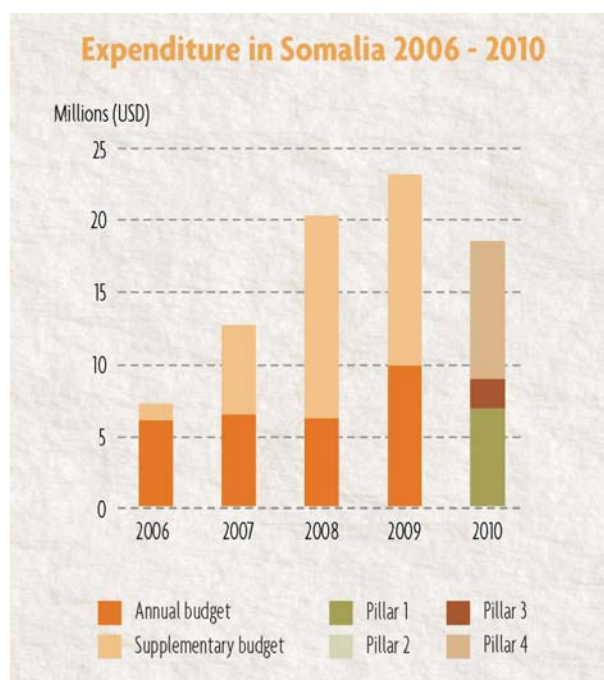 Expenditure in Somalia 2006 - 2010
Millions (USD)
25
20
15
10
5
0
2006 2007 2008 2009 2010
Annual budget Pillar 1 Pillar 3
Supplementary budget Pillar 2 Pillar 4